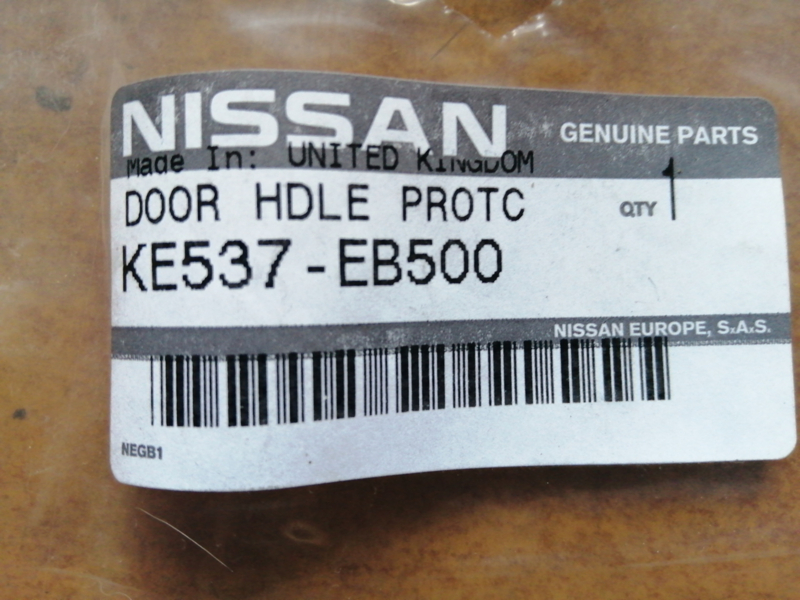 NISSAN GENUINE PARTS
Made In: UNITED KINGDOM
DOOR HDLE PROTC QTY 1
KE537-EB500
NISSAN EUROPE, S.A.S.
NEGB1